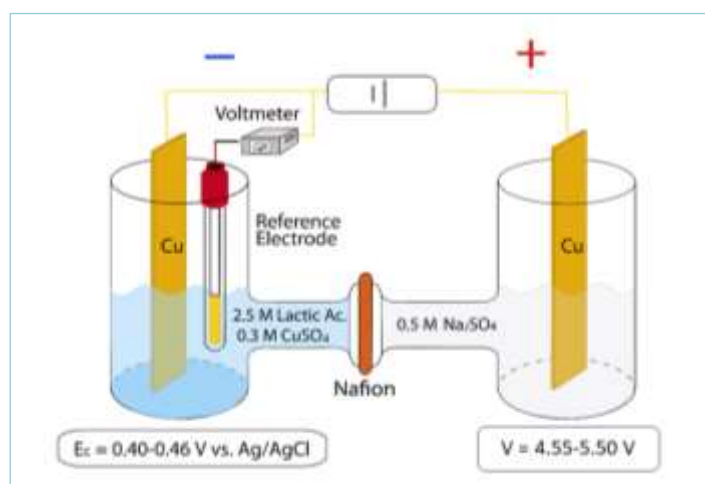 − +
Voltmeter
Reference
Electrode
Cu
Cu
2.5 M Lactic Ac.
0.3 M CuSO₄
0.5 M Na₂SO₄
Nafion
Ec = 0.40-0.46 V vs. Ag/AgCl
V = 4.55-5.50 V